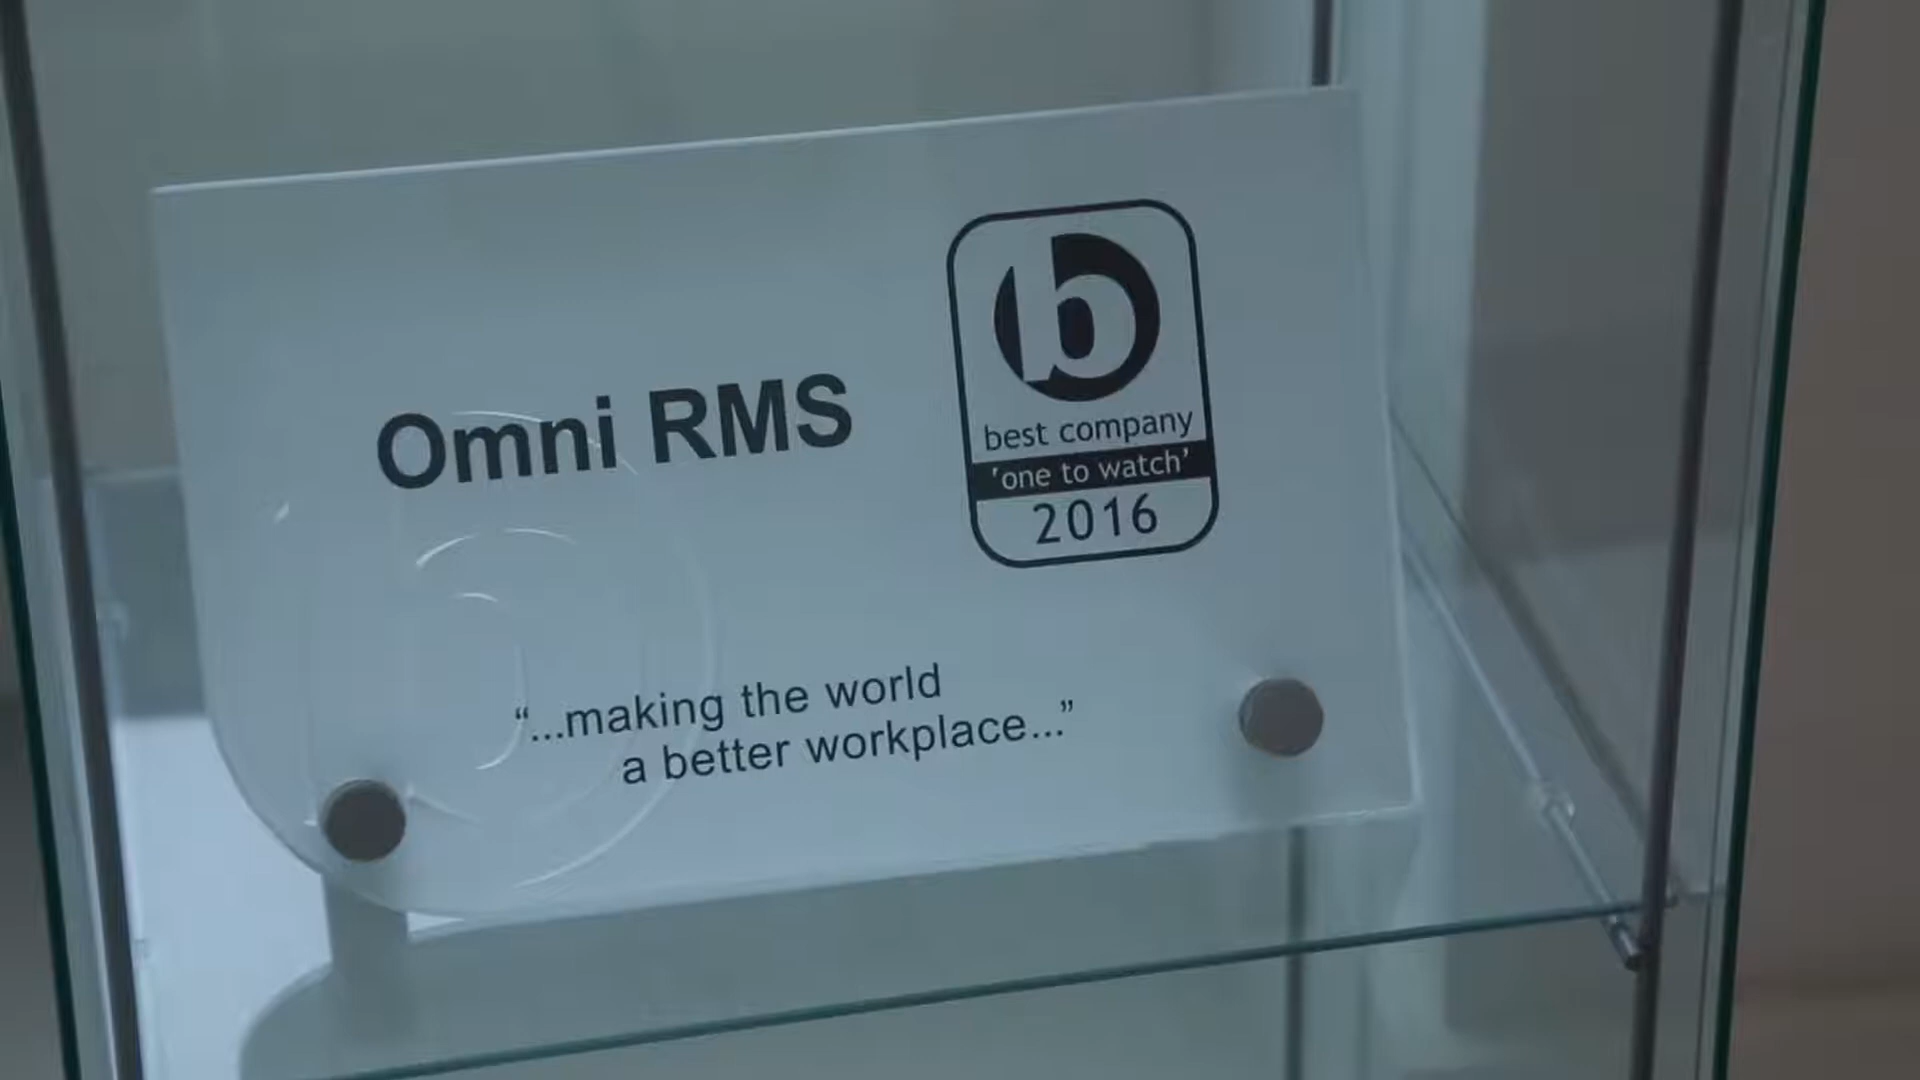 Omni RMS
b
best company
'one to watch'
2016
“...making the world
a better workplace...”